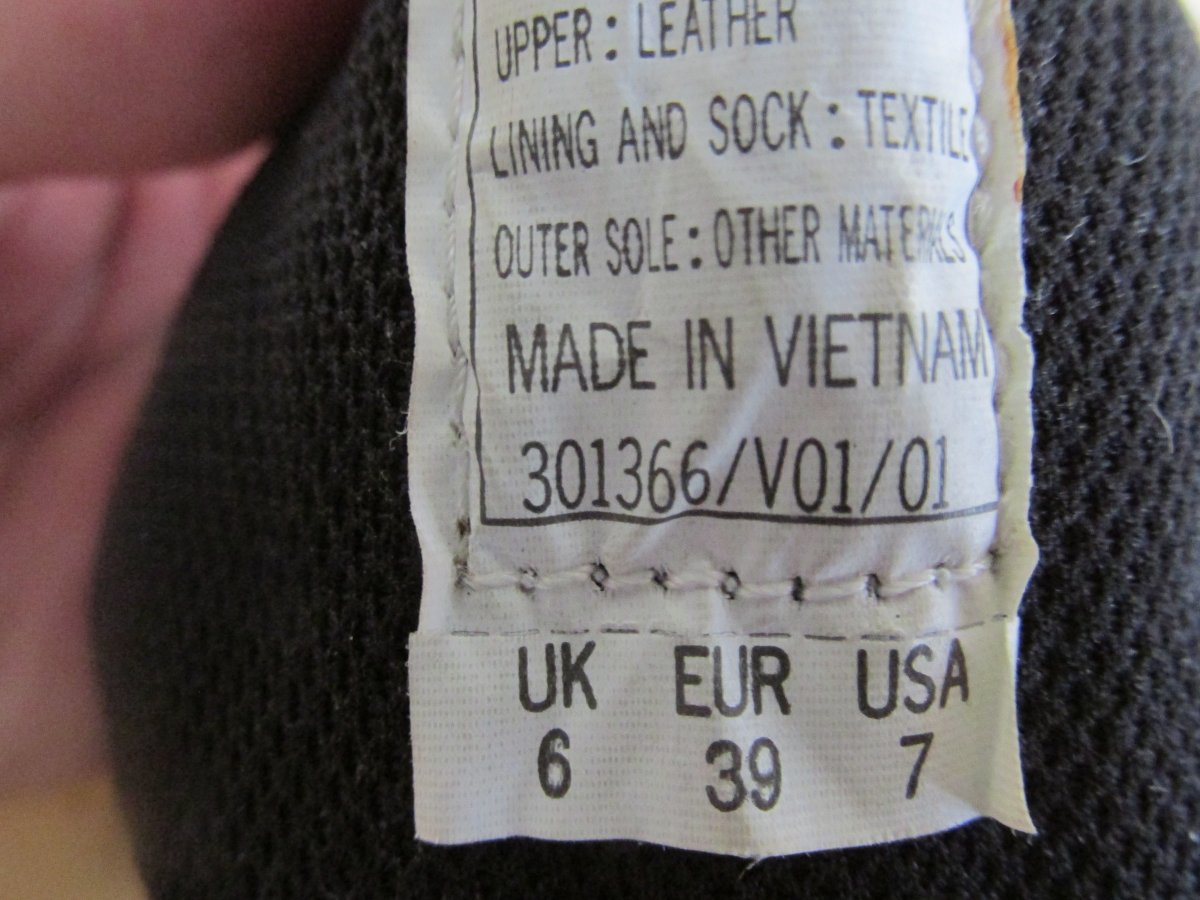 UPPER: LEATHER
LINING AND SOCK: TEXTILE
OUTER SOLE: OTHER MATERIALS
MADE IN VIETNAM
301366/V01/01
UK EUR USA
6 39 7